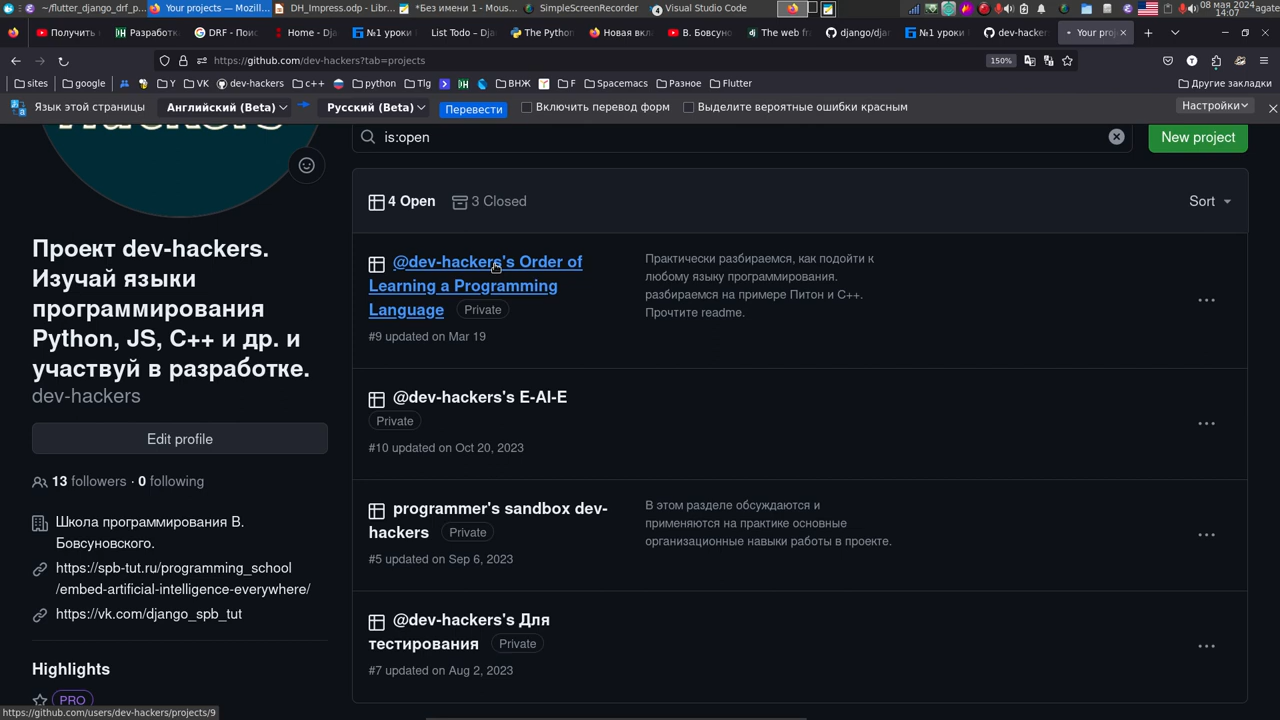 ~/flutter_django_drf_p...
Your projects — Mozill...
DH_Impress.odp - Libr...
*Без имени 1 - Mous...
SimpleScreenRecorder
Visual Studio Code
08 мая 2024
14:07
agate
Получить
Разработк
DRF - Поис
Home - Dja
№1 уроки
List Todo – Djang
The Python
Новая вкл
В. Бовсуно
The web fra
django/djan
№1 уроки
dev-hacker
Your proj
https://github.com/dev-hackers?tab=projects
150%
sites
google
Y
VK
dev-hackers
c++
python
Tlg
ВНЖ
F
Spacemacs
Разное
Flutter
Другие закладки
Язык этой страницы
Английский (Beta)
Русский (Beta)
Перевести
Включить перевод форм
Выделите вероятные ошибки красным
Настройки
is:open
New project
4 Open
3 Closed
Sort
Проект dev-hackers.
Изучай языки
программирования
Python, JS, C++ и др. и
участвуй в разработке.
dev-hackers
Edit profile
13 followers · 0 following
Школа программирования В.
Бовсуновского.
https://spb-tut.ru/programming_school
/embed-artificial-intelligence-everywhere/
https://vk.com/django_spb_tut
Highlights
PRO
@dev-hackers's Order of
Learning a Programming
Language Private
#9 updated on Mar 19
Практически разбираемся, как подойти к
любому языку программирования.
разбираемся на примере Питон и С++.
Прочтите readme.
@dev-hackers's E-AI-E
Private
#10 updated on Oct 20, 2023
programmer's sandbox dev-
hackers Private
#5 updated on Sep 6, 2023
В этом разделе обсуждаются и
применяются на практике основные
организационные навыки работы в проекте.
@dev-hackers's Для
тестирования Private
#7 updated on Aug 2, 2023
https://github.com/users/dev-hackers/projects/9